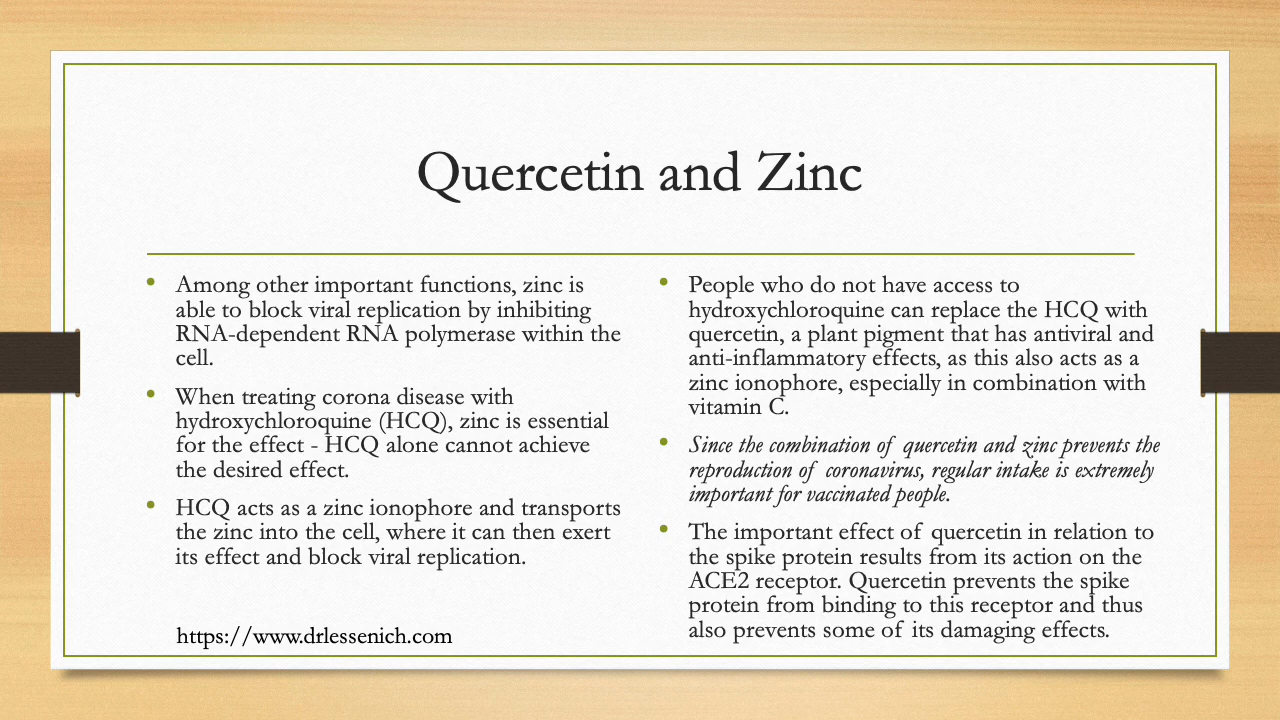 Quercetin and Zinc
• Among other important functions, zinc is
able to block viral replication by inhibiting
RNA-dependent RNA polymerase within the
cell.
• When treating corona disease with
hydroxychloroquine (HCQ), zinc is essential
for the effect - HCQ alone cannot achieve
the desired effect.
• HCQ acts as a zinc ionophore and transports
the zinc into the cell, where it can then exert
its effect and block viral replication.
https://www.drlessenich.com
• People who do not have access to
hydroxychloroquine can replace the HCQ with
quercetin, a plant pigment that has antiviral and
anti-inflammatory effects, as this also acts as a
zinc ionophore, especially in combination with
vitamin C.
• Since the combination of quercetin and zinc prevents the
reproduction of coronavirus, regular intake is extremely
important for vaccinated people.
• The important effect of quercetin in relation to
the spike protein results from its action on the
ACE2 receptor. Quercetin prevents the spike
protein from binding to this receptor and thus
also prevents some of its damaging effects.